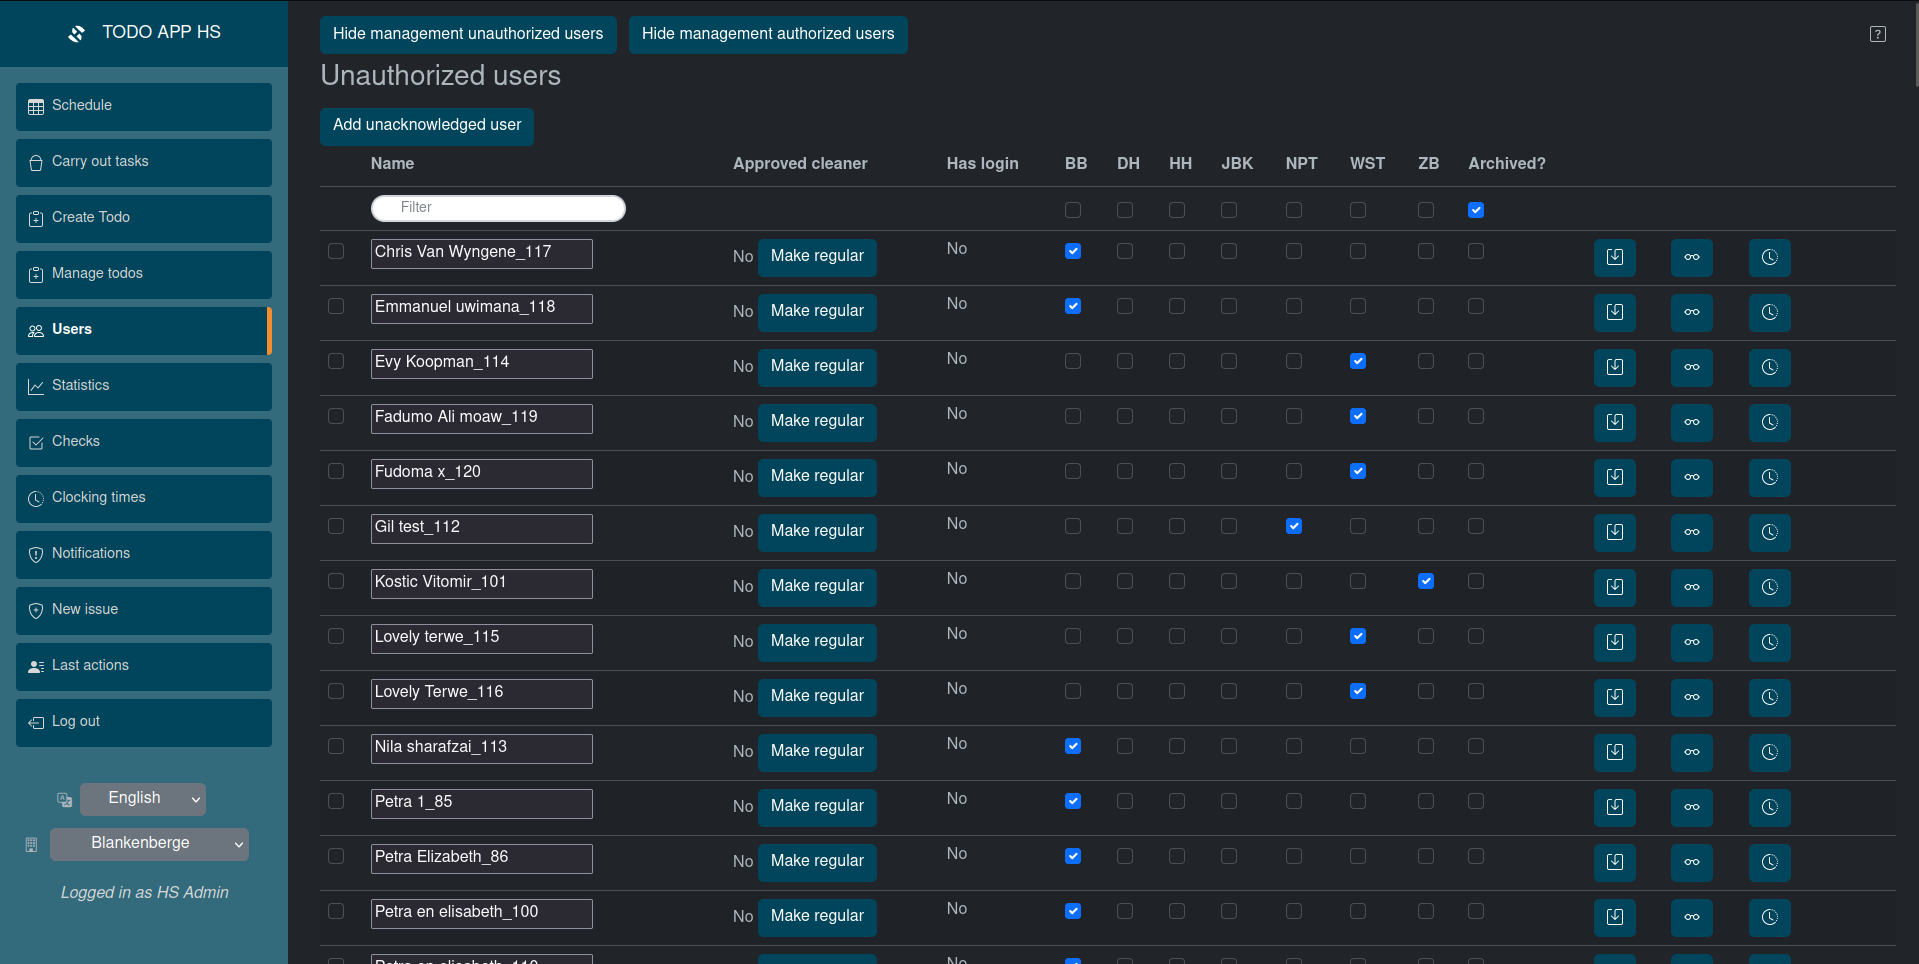 TODO APP HS
Schedule
Carry out tasks
Create Todo
Manage todos
Users
Statistics
Checks
Clocking times
Notifications
New issue
Last actions
Log out
English
Blankenberge
Logged in as HS Admin
Hide management unauthorized users Hide management authorized users
Unauthorized users
Add unacknowledged user
Name Approved cleaner Has login BB DH HH JBK NPT WST ZB Archived?
Filter
Chris Van Wyngene_117 No Make regular No
Emmanuel uwimana_118 No Make regular No
Evy Koopman_114 No Make regular No
Fadumo Ali moaw_119 No Make regular No
Fudoma x_120 No Make regular No
Gil test_112 No Make regular No
Kostic Vitomir_101 No Make regular No
Lovely terwe_115 No Make regular No
Lovely Terwe_116 No Make regular No
Nila sharafzai_113 No Make regular No
Petra 1_85 No Make regular No
Petra Elizabeth_86 No Make regular No
Petra en elisabeth_100 No Make regular No
Petra en elisabeth_110 No